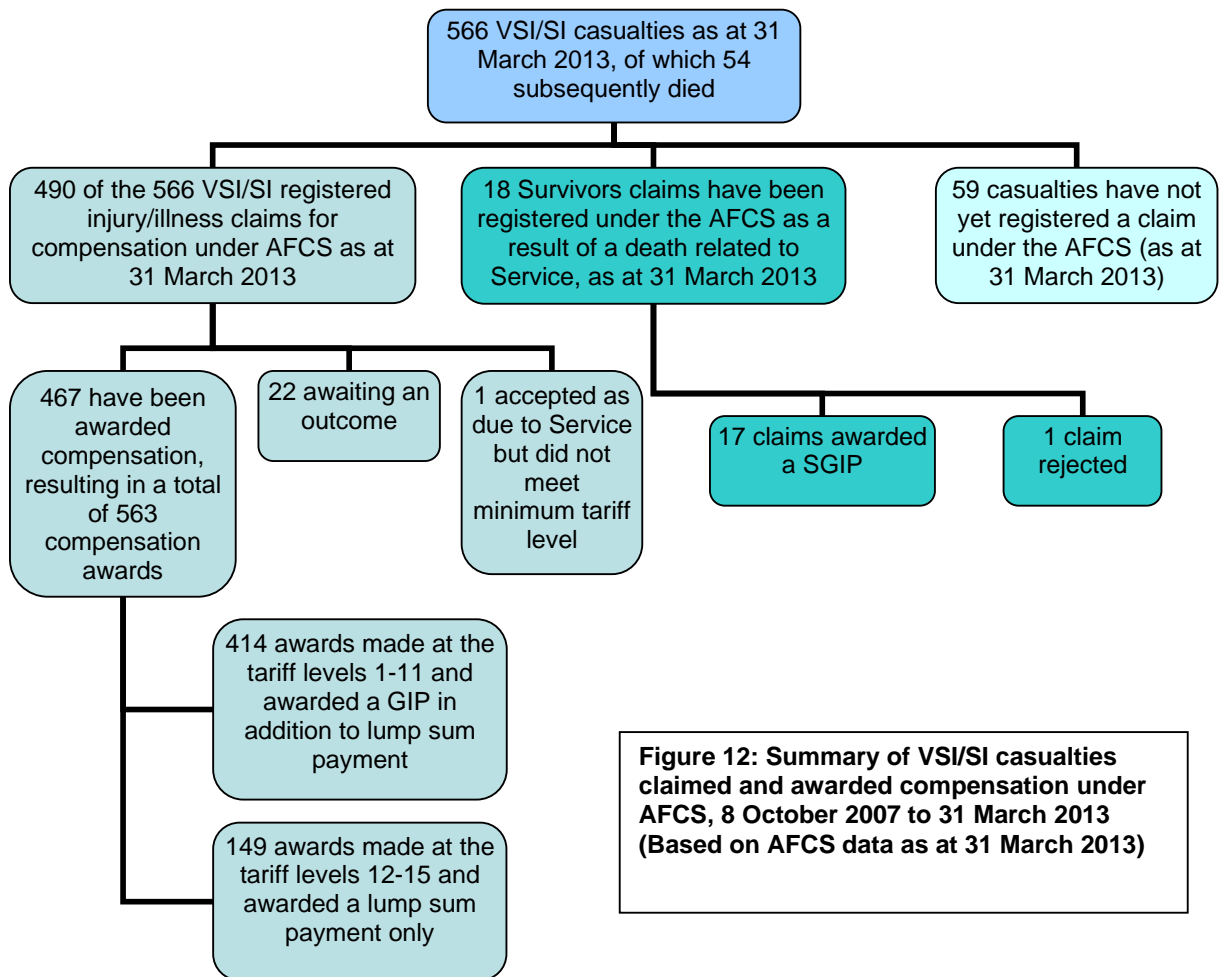 566 VSI/SI casualties as at 31
March 2013, of which 54
subsequently died
490 of the 566 VSI/SI registered
injury/illness claims for
compensation under AFCS as at
31 March 2013
18 Survivors claims have been
registered under the AFCS as a
result of a death related to
Service, as at 31 March 2013
59 casualties have not
yet registered a claim
under the AFCS (as at
31 March 2013)
467 have been
awarded
compensation,
resulting in a total
of 563
compensation
awards
22 awaiting an
outcome
1 accepted as
due to Service
but did not
meet
minimum tariff
level
17 claims awarded
a SGIP
1 claim
rejected
414 awards made at the
tariff levels 1-11 and
awarded a GIP in
addition to lump sum
payment
149 awards made at the
tariff levels 12-15 and
awarded a lump sum
payment only
Figure 12: Summary of VSI/SI casualties
claimed and awarded compensation under
AFCS, 8 October 2007 to 31 March 2013
(Based on AFCS data as at 31 March 2013)